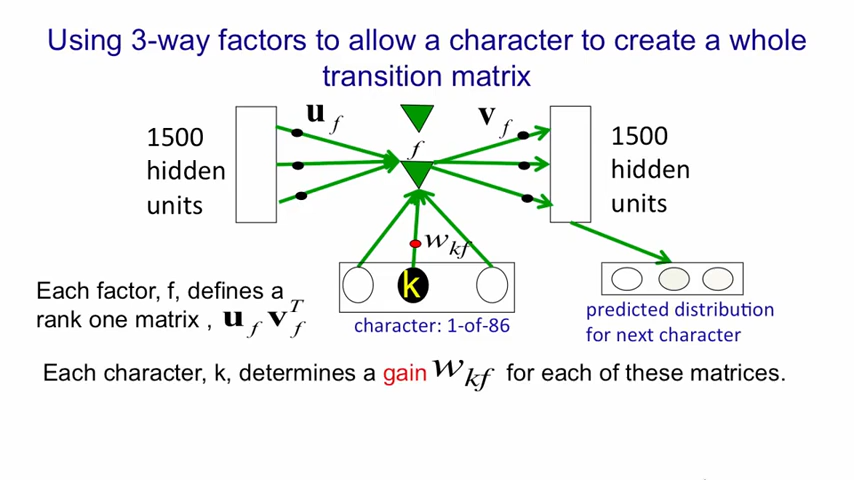 Using 3-way factors to allow a character to create a whole
transition matrix
u f
v f
f
1500
hidden
units
1500
hidden
units
w kf
k
Each factor, f, defines a
rank one matrix , u f v f T
character: 1-of-86
predicted distribution
for next character
Each character, k, determines a gain w kf for each of these matrices.